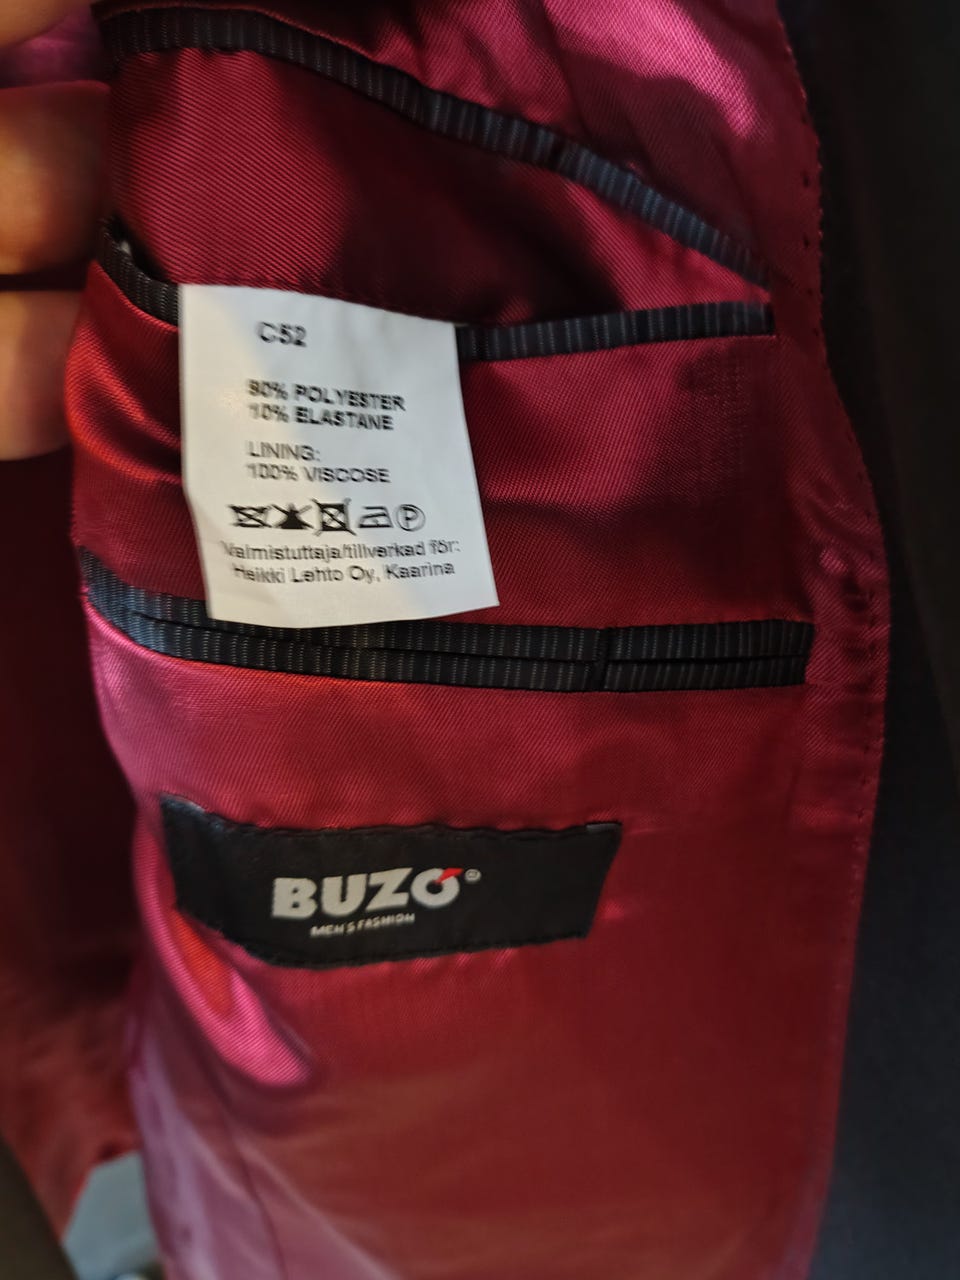 C52
90% POLYESTER
10% ELASTANE
LINING:
100% VISCOSE
P
Valmistuttaja/tillverkad för:
Heikki Lehto Oy, Kaarina
BUZO®
MEN'S FASHION